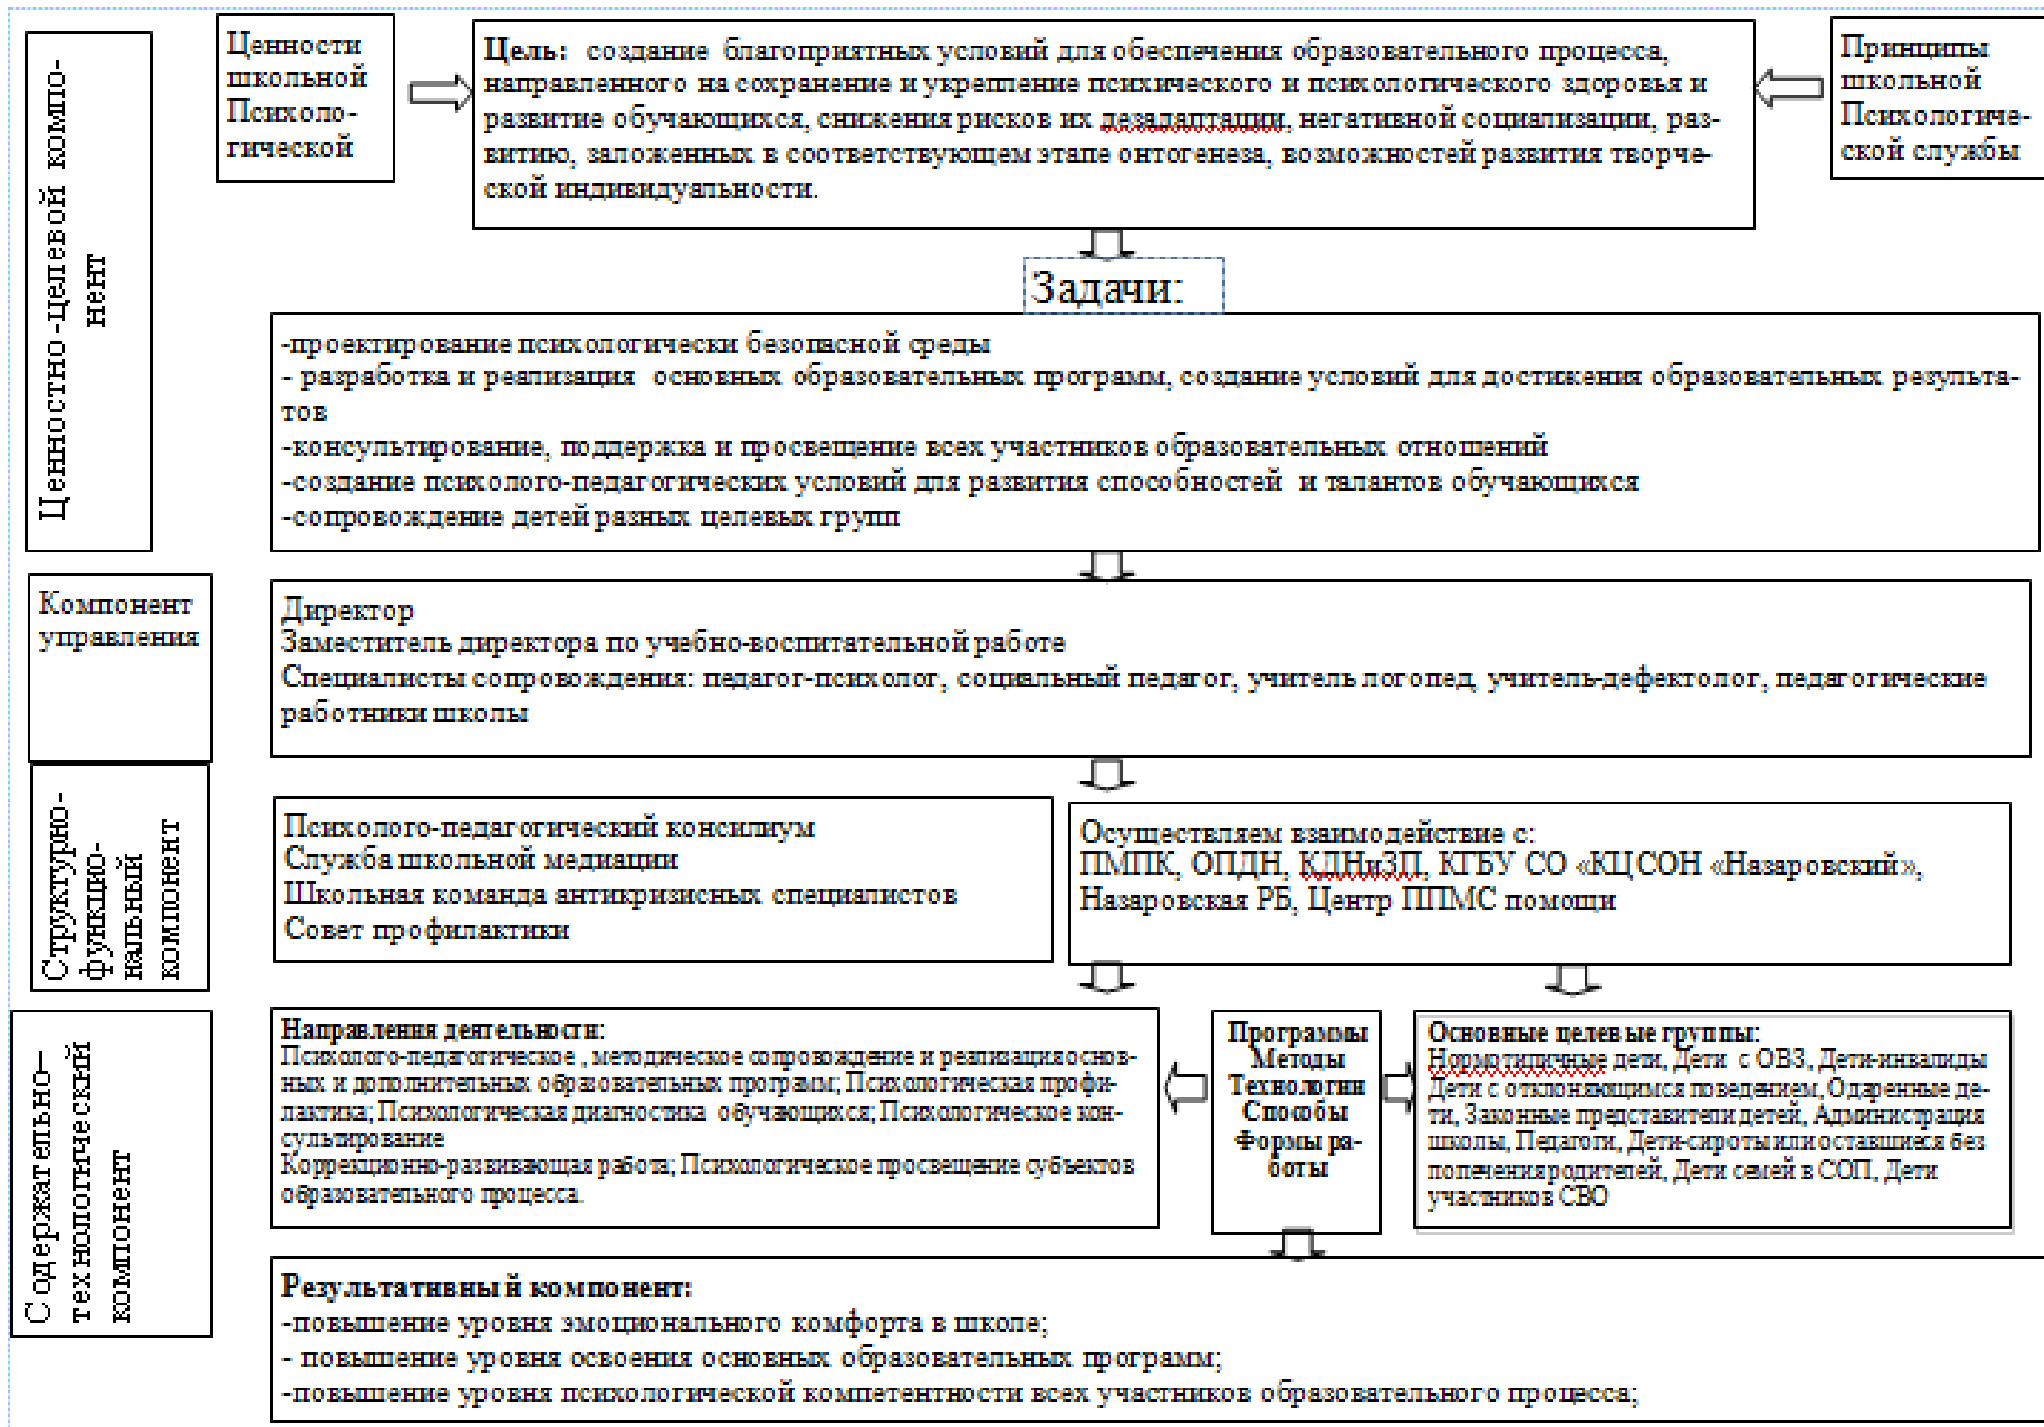 Ценностно-целевой компо-
нент
Ценности
школьной
Психоло-
гической
Цель: создание благоприятных условий для обеспечения образовательного процесса,
направленного на сохранение и укрепление психического и психологического здоровья и
развитие обучающихся, снижения рисков их дезадаптации, негативной социализации, раз-
витию, заложенных в соответствующем этапе онтогенеза, возможностей развития творче-
ской индивидуальности.
Принципы
школьной
Психологиче-
ской службы
Задачи:
-проектирование психологически безопасной среды
- разработка и реализация основных образовательных программ, создание условий для достижения образовательных результа-
тов
-консультирование, поддержка и просвещение всех участников образовательных отношений
-создание психолого-педагогических условий для развития способностей и талантов обучающихся
-сопровождение детей разных целевых групп
Компонент
управления
Директор
Заместитель директора по учебно-воспитательной работе
Специалисты сопровождения: педагог-психолог, социальный педагог, учитель логопед, учитель-дефектолог, педагогические
работники школы
Структурно-
функцио-
нальный
компонент
Психолого-педагогический консилиум
Служба школьной медиации
Школьная команда антикризисных специалистов
Совет профилактики
Осуществляем взаимодействие с:
ПМПК, ОПДН, КДНиЗП, КГБУ СО «КЦСОН «Назаровский»,
Назаровская РБ, Центр ППМС помощи
Содержательно-
технологический
компонент
Направления деятельности:
Психолого-педагогическое , методическое сопровождение и реализация основ-
ных и дополнительных образовательных программ; Психологическая профи-
лактика; Психологическая диагностика обучающихся; Психологическое кон-
сультирование
Коррекционно-развивающая работа; Психологическое просвещение субъектов
образовательного процесса.
Программы
Методы
Технологии
Способы
Формы ра-
боты
Основные целевые группы:
Нормотипичные дети, Дети с ОВЗ, Дети-инвалиды
Дети с отклоняющимся поведением, Одаренные де-
ти, Законные представители детей, Администрация
школы, Педагоги, Дети-сироты или оставшиеся без
попечения родителей, Дети семей в СОП, Дети
участников СВО
Результативный компонент:
-повышение уровня эмоционального комфорта в школе;
- повышение уровня освоения основных образовательных программ;
-повышение уровня психологической компетентности всех участников образовательного процесса;